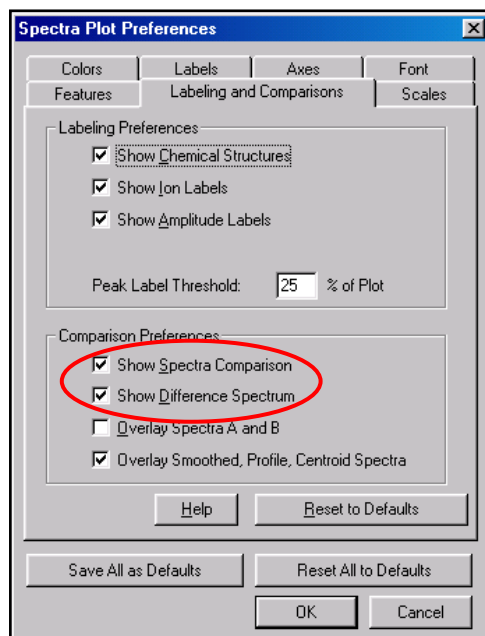 Spectra Plot Preferences
Colors Labels Axes Font
Features Labeling and Comparisons Scales
Labeling Preferences
Show Chemical Structures
Show Ion Labels
Show Amplitude Labels
Peak Label Threshold: 25 % of Plot
Comparison Preferences
Show Spectra Comparison
Show Difference Spectrum
Overlay Spectra A and B
Overlay Smoothed, Profile, Centroid Spectra
Help Reset to Defaults
Save All as Defaults Reset All to Defaults
OK Cancel